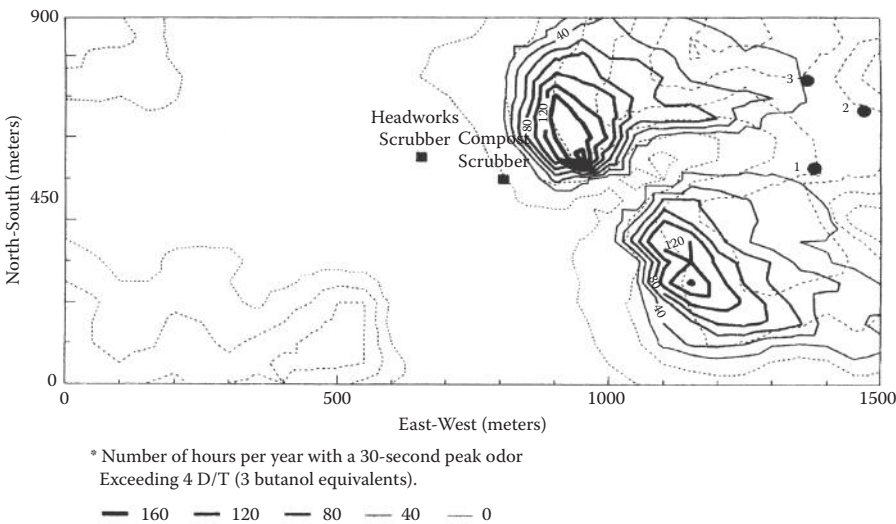 900
450
0
North-South (meters)
Headworks
Scrubber
Compost
Scrubber
40
80
120
3
2
1
120
80
40
0
500
1000
1500
East-West (meters)
* Number of hours per year with a 30-second peak odor
Exceeding 4 D/T (3 butanol equivalents).
160 120 80 40 0